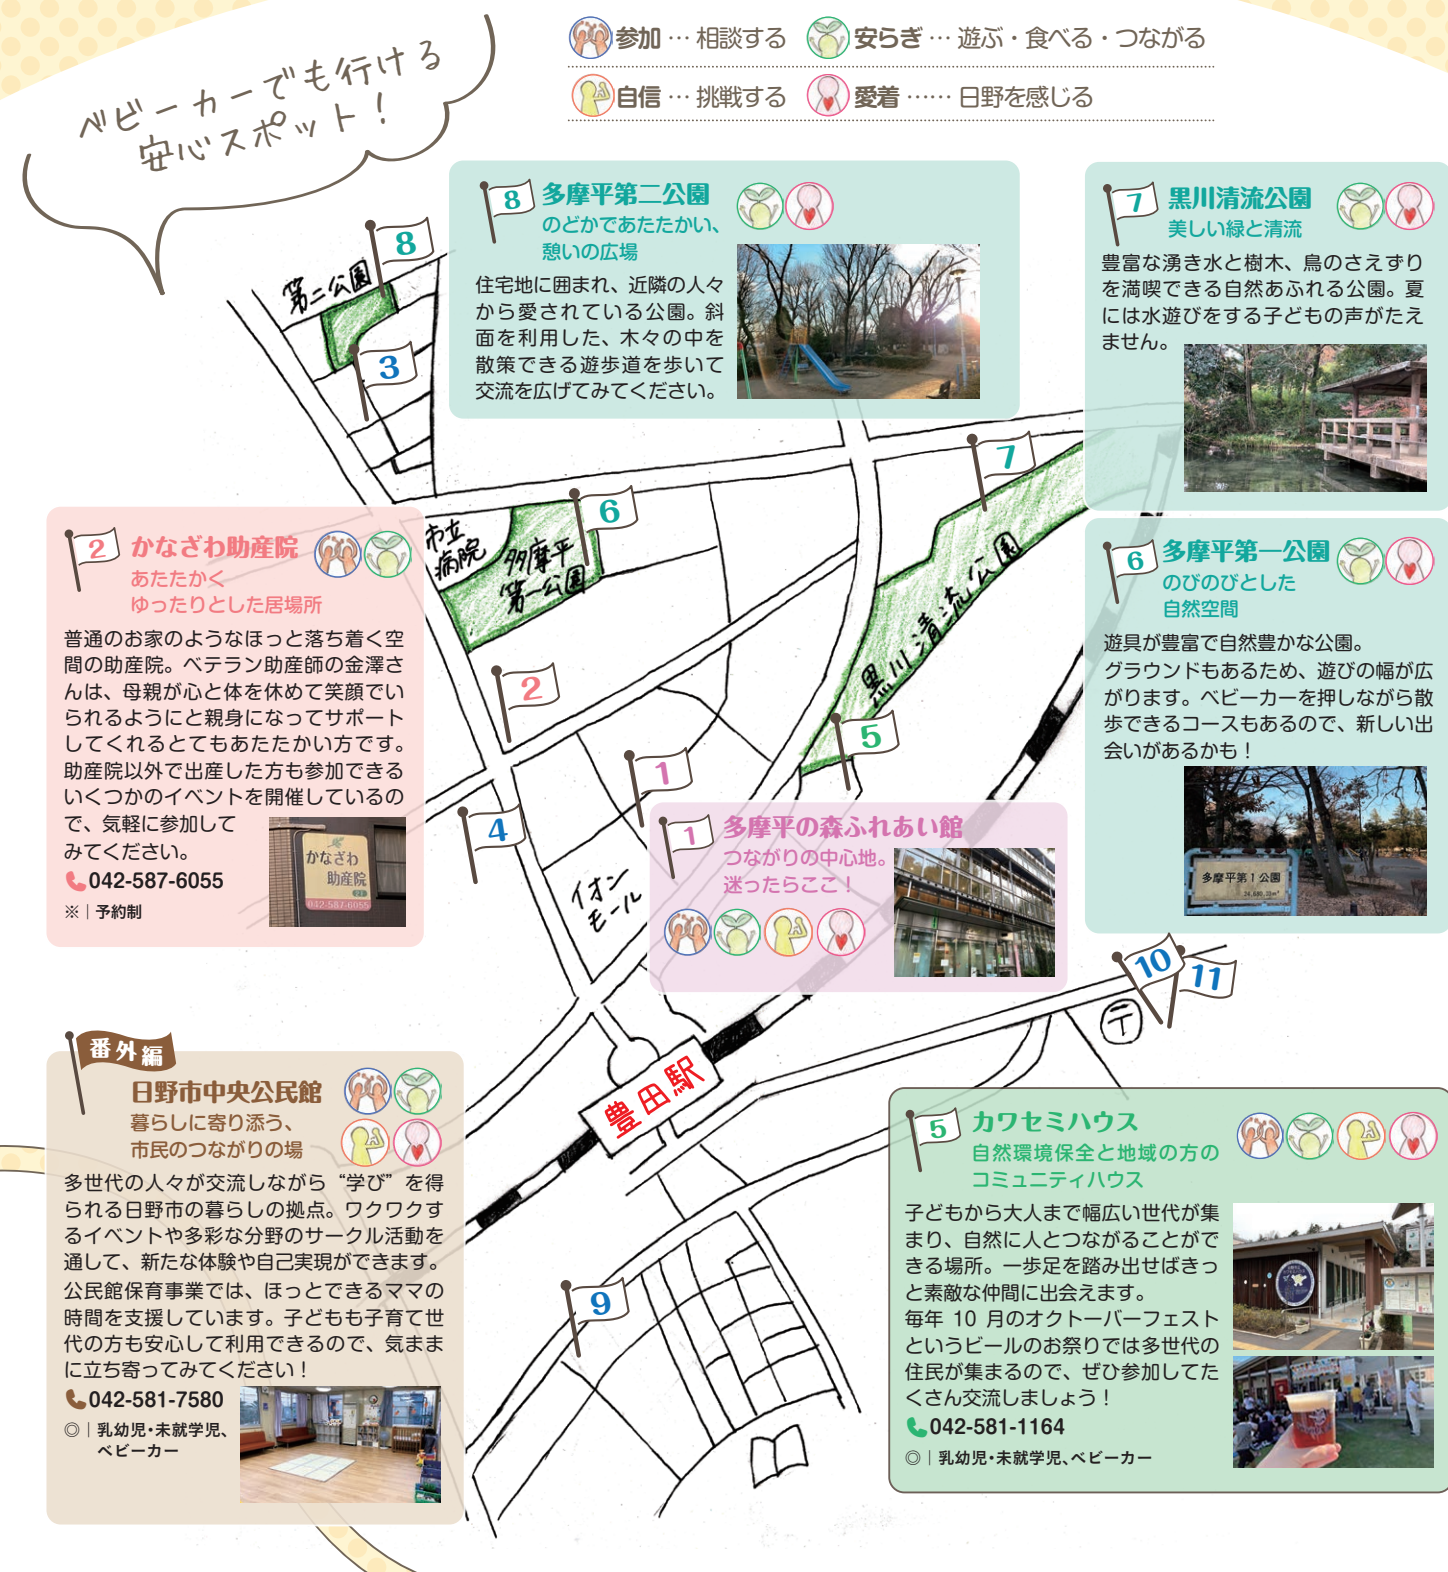 ベビーカーでも行ける
安心スポット！
参加 … 相談する
安らぎ … 遊ぶ・食べる・つながる
自信 … 挑戦する
愛着 …… 日野を感じる
8 多摩平第二公園
のどかであたたかい、
憩いの広場
住宅地に囲まれ、近隣の人々
から愛されている公園。斜
面を利用した、木々の中を
散策できる遊歩道を歩いて
交流を広げてみてください。
7 黒川清流公園
美しい緑と清流
豊富な湧き水と樹木、鳥のさえずり
を満喫できる自然あふれる公園。夏
には水遊びをする子どもの声がたえ
ません。
8
第二公園
3
7
6
市立
病院
多摩平
第一公園
黒川清流公園
2
5
1
4
イオン
モール
10
11
〒
豊田駅
9
2 かなざわ助産院
あたたかく
ゆったりとした居場所
普通のお家のようなほっと落ち着く空
間の助産院。ベテラン助産師の金澤さ
んは、母親が心と体を休めて笑顔でい
られるようにと親身になってサポート
してくれるとてもあたたかい方です。
助産院以外で出産した方も参加できる
いくつかのイベントを開催しているの
で、気軽に参加して
みてください。
042-587-6055
※｜予約制
かなざわ
助産院
042-587-6055
6 多摩平第一公園
のびのびとした
自然空間
遊具が豊富で自然豊かな公園。
グラウンドもあるため、遊びの幅が広
がります。ベビーカーを押しながら散
歩できるコースもあるので、新しい出
会いがあるかも！
多摩平第１公園
1 多摩平の森ふれあい館
つながりの中心地。
迷ったらここ！
番外編
日野市中央公民館
暮らしに寄り添う、
市民のつながりの場
多世代の人々が交流しながら“学び”を得
られる日野市の暮らしの拠点。ワクワクす
るイベントや多彩な分野のサークル活動を
通して、新たな体験や自己実現ができます。
公民館保育事業では、ほっとできるママの
時間を支援しています。子どもも子育て世
代の方も安心して利用できるので、気まま
に立ち寄ってみてください！
042-581-7580
◎｜乳幼児・未就学児、
ベビーカー
5 カワセミハウス
自然環境保全と地域の方の
コミュニティハウス
子どもから大人まで幅広い世代が集
まり、自然に人とつながることがで
きる場所。一歩足を踏み出せばきっ
と素敵な仲間に出会えます。
毎年 10 月のオクトーバーフェスト
というビールのお祭りでは多世代の
住民が集まるので、ぜひ参加してた
くさん交流しましょう！
042-581-1164
◎｜乳幼児・未就学児、ベビーカー